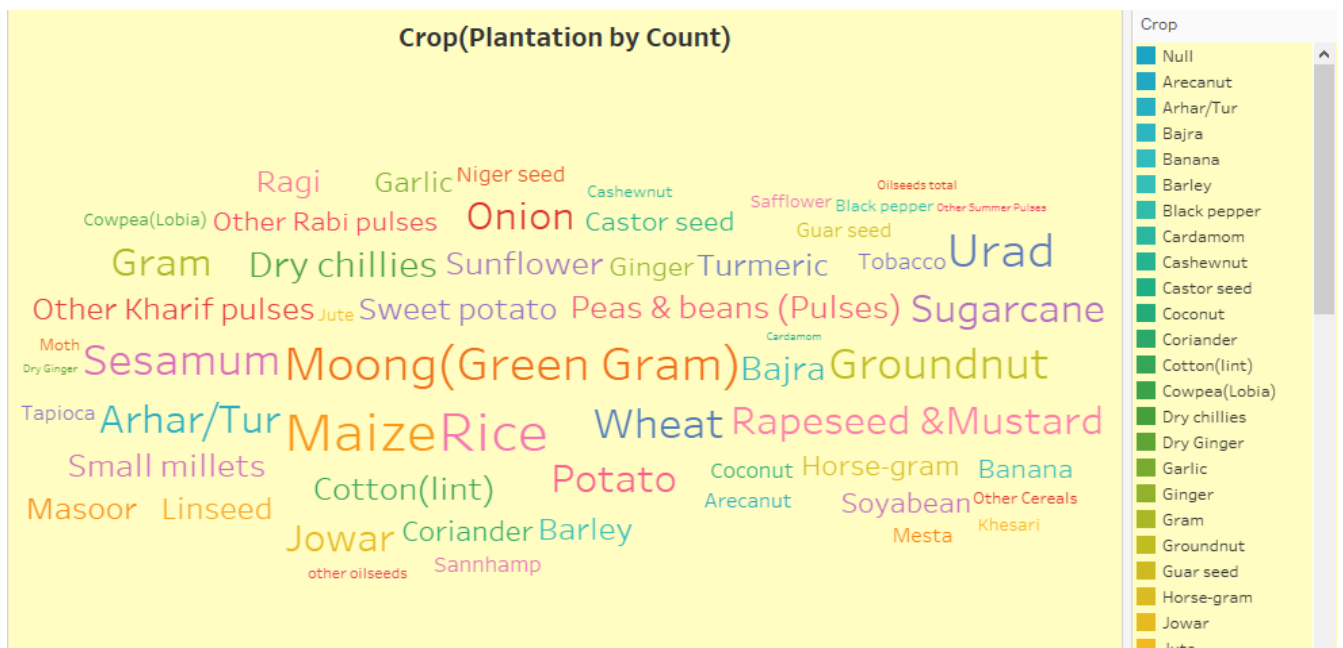 Crop(Plantation by Count)
Ragi Garlic Niger seed Cashewnut Oilseeds total
Cowpea(Lobia) Other Rabi pulses Onion Castor seed Safflower Black pepper Other Summer Pulses
Guar seed
Gram Dry chillies Sunflower Ginger Turmeric Tobacco Urad
Other Kharif pulses Jute Sweet potato Peas & beans (Pulses) Sugarcane
Cardamom
Moth
Dry Ginger Sesamum Moong(Green Gram) Bajra Groundnut
Tapioca Arhar/Tur Maize Rice Wheat Rapeseed &Mustard
Small millets Cotton(lint) Potato Coconut Horse-gram Banana
Masoor Linseed Arecanut Soyabean Other Cereals
Jowar Coriander Barley Mesta Khesari
other oilseeds Sannhamp
Crop
Null
Arecanut
Arhar/Tur
Bajra
Banana
Barley
Black pepper
Cardamom
Cashewnut
Castor seed
Coconut
Coriander
Cotton(lint)
Cowpea(Lobia)
Dry chillies
Dry Ginger
Garlic
Ginger
Gram
Groundnut
Guar seed
Horse-gram
Jowar